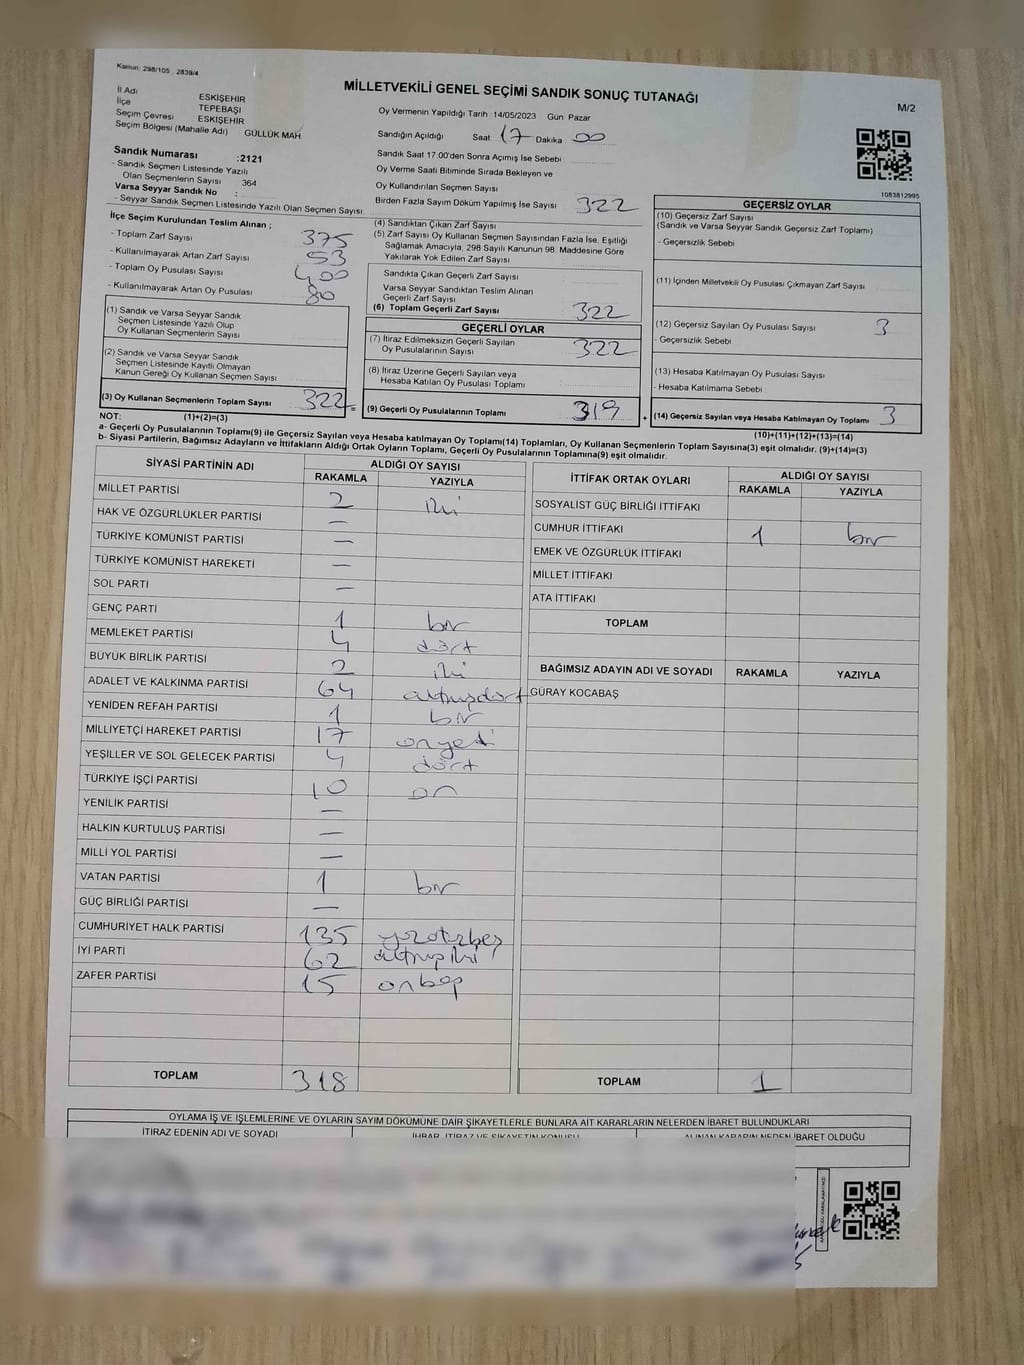 Kanun: 298/105 , 2839/4
MİLLETVEKİLİ GENEL SEÇİMİ SANDIK SONUÇ TUTANAĞI
M/2
İl Adı ESKİŞEHİR
İlçe TEPEBAŞI
Seçim Çevresi ESKİŞEHİR
Seçim Bölgesi (Mahalle Adı) GÜLLÜK MAH.
Sandık Numarası :2121
- Sandık Seçmen Listesinde Yazılı
Olan Seçmenlerin Sayısı 364
Varsa Seyyar Sandık No :
- Seyyar Sandık Seçmen Listesinde Yazılı Olan Seçmen Sayısı
Oy Vermenin Yapıldığı Tarih 14/05/2023 Gün Pazar
Sandığın Açıldığı Saat 17 Dakika 00
Sandık Saat 17:00'den Sonra Açımış İse Sebebi
Oy Verme Saati Bitiminde Sırada Bekleyen ve
Oy Kullandırılan Seçmen Sayısı
Birden Fazla Sayım Döküm Yapılmış İse Sayısı 322
1083812995
İlçe Seçim Kurulundan Teslim Alınan ;
- Toplam Zarf Sayısı 375
- Kullanılmayarak Artan Zarf Sayısı 53
- Toplam Oy Pusulası Sayısı 400
- Kullanılmayarak Artan Oy Pusulası 80
(1) Sandık ve Varsa Seyyar Sandık
Seçmen Listesinde Yazılı Olup
Oy Kullanan Seçmenlerin Sayısı
(2) Sandık ve Varsa Seyyar Sandık
Seçmen Listesinde Kayıtlı Olmayan
Kanun Gereği Oy Kullanan Seçmen Sayısı
(3) Oy Kullanan Seçmenlerin Toplam Sayısı 322 =
(4) Sandıktan Çıkan Zarf Sayısı
(5) Zarf Sayısı Oy Kullanan Seçmen Sayısından Fazla İse, Eşitliği
Sağlamak Amacıyla, 298 Sayılı Kanunun 98. Maddesine Göre
Yakılarak Yok Edilen Zarf Sayısı
Sandıkta Çıkan Geçerli Zarf Sayısı
Varsa Seyyar Sandıktan Teslim Alınan
Geçerli Zarf Sayısı
(6) Toplam Geçerli Zarf Sayısı 322
GEÇERLİ OYLAR
(7) İtiraz Edilmeksizin Geçerli Sayılan
Oy Pusulalarının Sayısı 322
(8) İtiraz Üzerine Geçerli Sayılan veya
Hesaba Katılan Oy Pusulası Toplamı
(9) Geçerli Oy Pusulalarının Toplamı 319 +
GEÇERSİZ OYLAR
(10) Geçersiz Zarf Sayısı
(Sandık ve Varsa Seyyar Sandık Geçersiz Zarf Toplamı)
- Geçersizlik Sebebi
(11) İçinden Milletvekili Oy Pusulası Çıkmayan Zarf Sayısı
(12) Geçersiz Sayılan Oy Pusulası Sayısı 3
- Geçersizlik Sebebi
(13) Hesaba Katılmayan Oy Pusulası Sayısı
- Hesaba Katılmama Sebebi
(14) Geçersiz Sayılan veya Hesaba Katılmayan Oy Toplamı 3
NOT: (1)+(2)=(3)
(10)+(11)+(12)+(13)=(14)
a- Geçerli Oy Pusulalarının Toplamı(9) ile Geçersiz Sayılan veya Hesaba katılmayan Oy Toplamı(14) Toplamları, Oy Kullanan Seçmenlerin Toplam Sayısına(3) eşit olmalıdır, (9)+(14)=(3)
b- Siyasi Partilerin, Bağımsız Adayların ve İttifakların Aldığı Ortak Oyların Toplamı, Geçerli Oy Pusulalarının Toplamına(9) eşit olmalıdır.
SİYASİ PARTİNİN ADI ALDIĞI OY SAYISI
RAKAMLA YAZIYLA
MİLLET PARTİSİ 2 iki
HAK VE ÖZGÜRLÜKLER PARTİSİ —
TÜRKİYE KOMÜNİST PARTİSİ —
TÜRKİYE KOMÜNİST HAREKETİ —
SOL PARTİ —
GENÇ PARTİ 1 bir
MEMLEKET PARTİSİ 4 dört
BÜYÜK BİRLİK PARTİSİ 2 iki
ADALET VE KALKINMA PARTİSİ 64 altmışdört
YENİDEN REFAH PARTİSİ 1 bir
MİLLİYETÇİ HAREKET PARTİSİ 17 onyedi
YEŞİLLER VE SOL GELECEK PARTİSİ 4 dört
TÜRKİYE İŞÇİ PARTİSİ 10 on
YENİLİK PARTİSİ —
HALKIN KURTULUŞ PARTİSİ —
MİLLİ YOL PARTİSİ —
VATAN PARTİSİ 1 bir
GÜÇ BİRLİĞİ PARTİSİ —
CUMHURİYET HALK PARTİSİ 135 yüzotuzbeş
İYİ PARTİ 62 altmışiki
ZAFER PARTİSİ 15 onbeş
TOPLAM 318
İTTİFAK ORTAK OYLARI ALDIĞI OY SAYISI
RAKAMLA YAZIYLA
SOSYALİST GÜÇ BİRLİĞİ İTTİFAKI
CUMHUR İTTİFAKI 1 bir
EMEK VE ÖZGÜRLÜK İTTİFAKI
MİLLET İTTİFAKI
ATA İTTİFAKI
TOPLAM
BAĞIMSIZ ADAYIN ADI VE SOYADI RAKAMLA YAZIYLA
GÜRAY KOCABAŞ
TOPLAM 1
OYLAMA İŞ VE İŞLEMLERİNE VE OYLARIN SAYIM DÖKÜMÜNE DAİR ŞİKAYETLERLE BUNLARA AİT KARARLARIN NELERDEN İBARET BULUNDUKLARI
İTİRAZ EDENİN ADI VE SOYADI İHBAR, İTİRAZ VE ŞİKAYETİN KONUSU ALINAN KARARIN NEDEN İBARET OLDUĞU